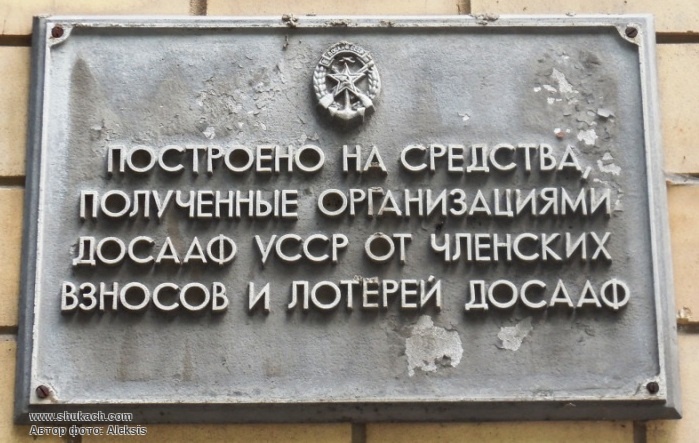 ПОСТРОЕНО НА СРЕДСТВА,
ПОЛУЧЕННЫЕ ОРГАНИЗАЦИЯМИ
ДОСААФ УССР ОТ ЧЛЕНСКИХ
ВЗНОСОВ И ЛОТЕРЕЙ ДОСААФ
www.shukach.com
Автор фото: Aleksis